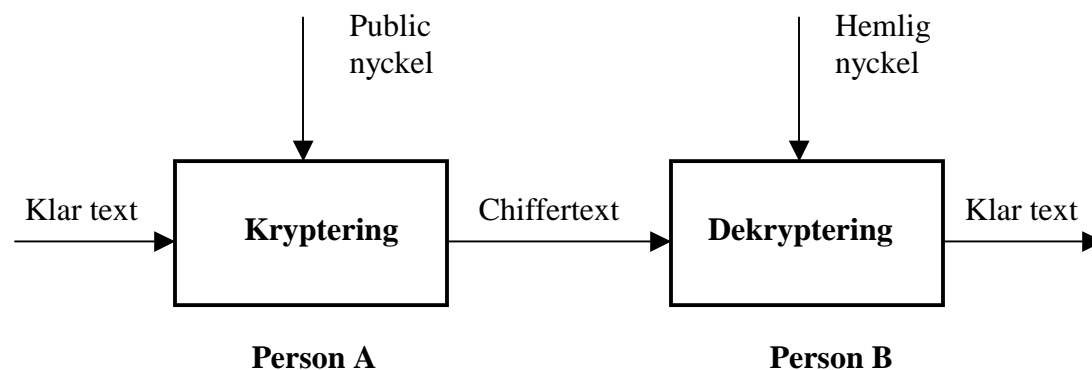 Public
nyckel
Hemlig
nyckel
Klar text
Kryptering
Chiffertext
Dekryptering
Klar text
Person A
Person B